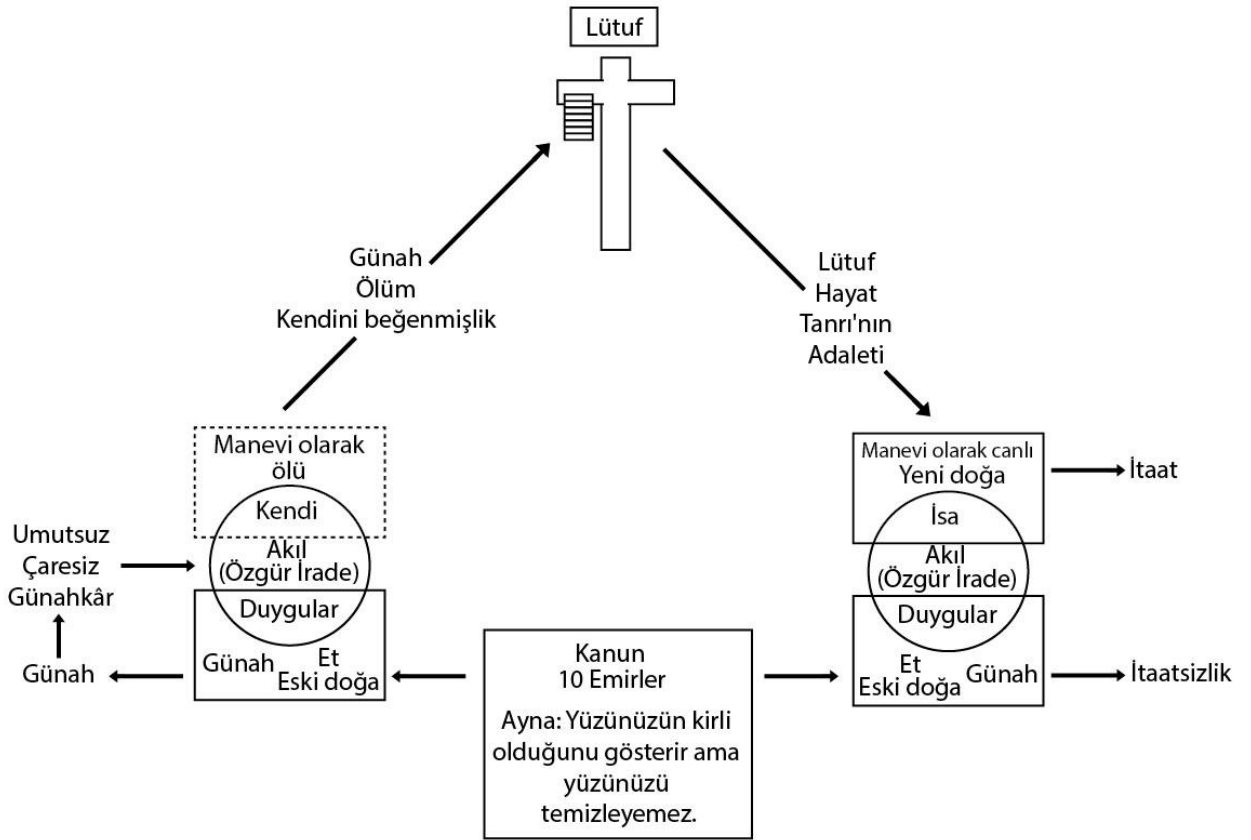 Lütuf
Günah
Ölüm
Kendini beğenmişlik
Lütuf
Hayat
Tanrı'nın
Adaleti
Manevi olarak
ölü
Kendi
Akıl
(Özgür İrade)
Duygular
Günah
Et
Eski doğa
Umutsuz
Çaresiz
Günahkâr
Günah
Kanun
10 Emirler
Ayna: Yüzünüzün kirli
olduğunu gösterir ama
yüzünüzü
temizleyemez.
Manevi olarak canlı
Yeni doğa
İsa
Akıl
(Özgür İrade)
Duygular
Et
Eski doğa
Günah
İtaat
İtaatsizlik